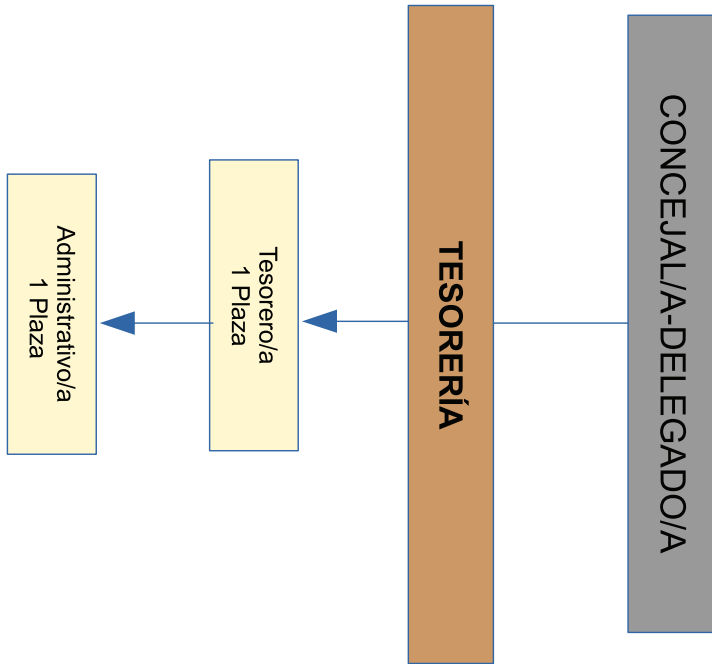 CONCEJAL/A-DELEGADO/A
TESORERÍA
Tesorero/a
1 Plaza
Administrativo/a
1 Plaza